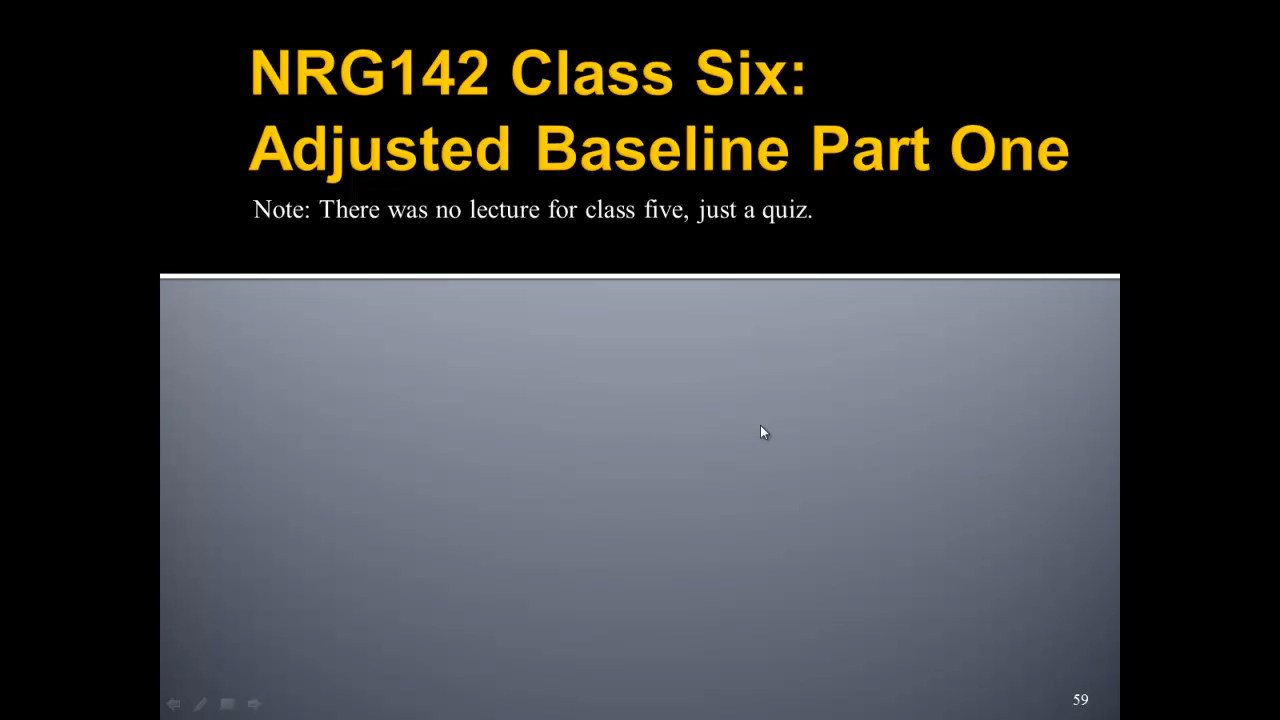 NRG142 Class Six:
Adjusted Baseline Part One
Note: There was no lecture for class five, just a quiz.
59